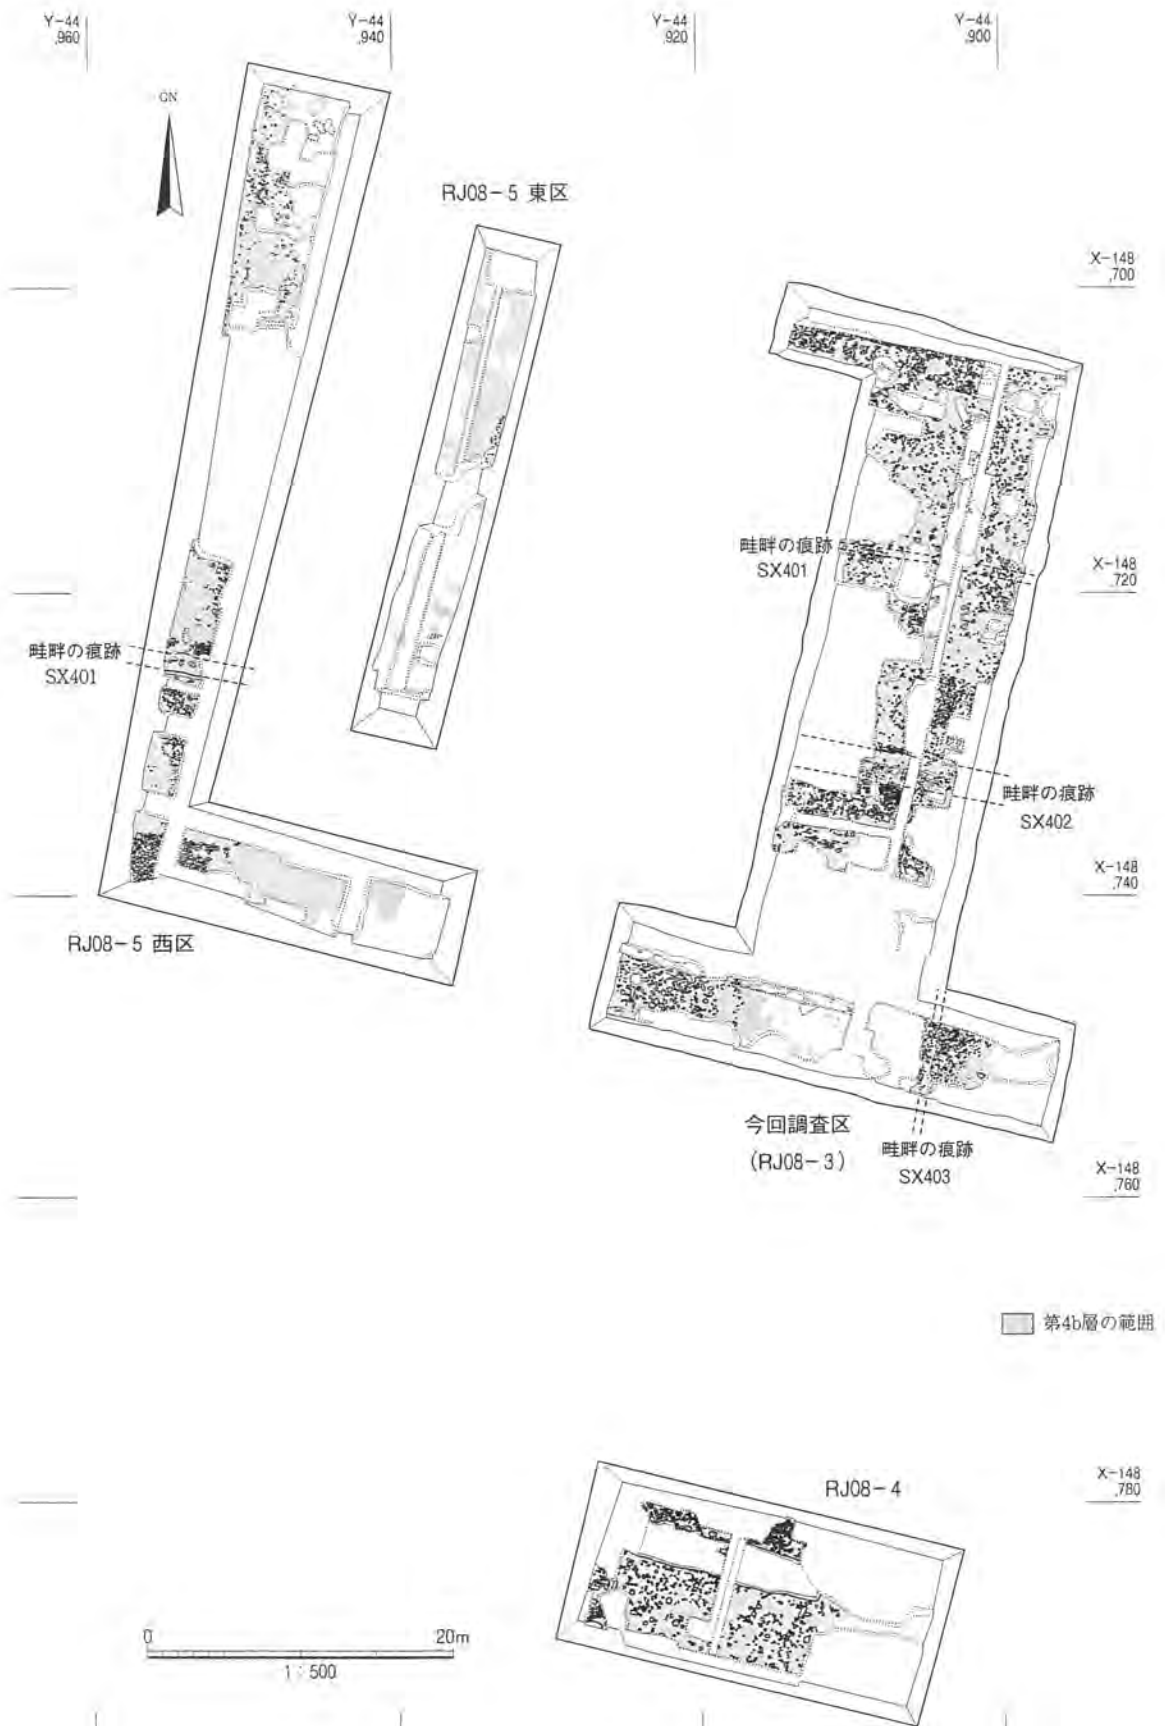 Y-44
,960
Y-44
,940
Y-44
,920
Y-44
,900
GN
RJ08-5 東区
X-148
,700
畦畔の痕跡
SX401
X-148
,720
畦畔の痕跡
SX401
畦畔の痕跡
SX402
X-148
,740
RJ08-5 西区
今回調査区
(RJ08-3)
畦畔の痕跡
SX403
X-148
,760
第4b層の範囲
RJ08-4
X-148
,780
0 20m
1:500